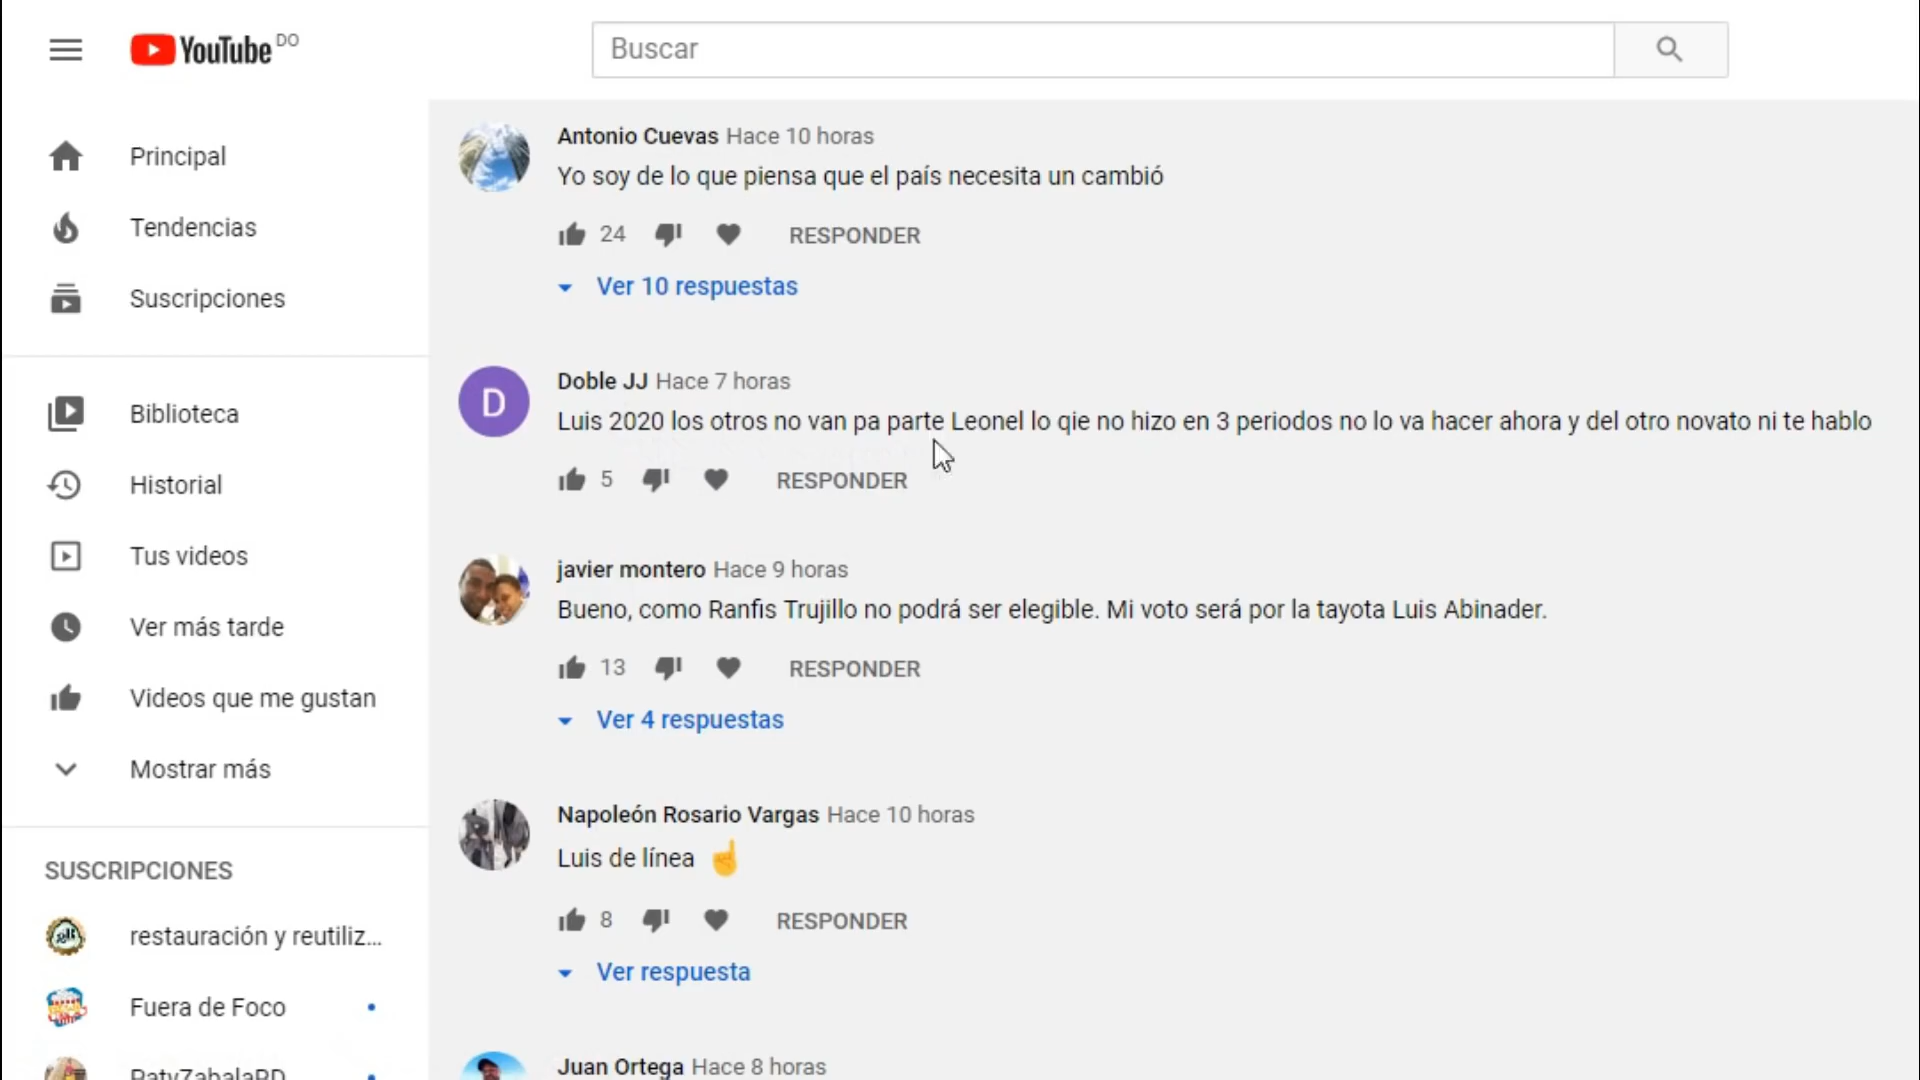 YouTube DO
Buscar
Principal
Tendencias
Suscripciones
Biblioteca
Historial
Tus videos
Ver más tarde
Videos que me gustan
Mostrar más
SUSCRIPCIONES
restauración y reutiliz...
Fuera de Foco
PatyZabalaRD
Antonio Cuevas Hace 10 horas
Yo soy de lo que piensa que el país necesita un cambió
24 RESPONDER
Ver 10 respuestas
D
Doble JJ Hace 7 horas
Luis 2020 los otros no van pa parte Leonel lo qie no hizo en 3 periodos no lo va hacer ahora y del otro novato ni te hablo
5 RESPONDER
javier montero Hace 9 horas
Bueno, como Ranfis Trujillo no podrá ser elegible. Mi voto será por la tayota Luis Abinader.
13 RESPONDER
Ver 4 respuestas
Napoleón Rosario Vargas Hace 10 horas
Luis de línea ☝
8 RESPONDER
Ver respuesta
Juan Ortega Hace 8 horas